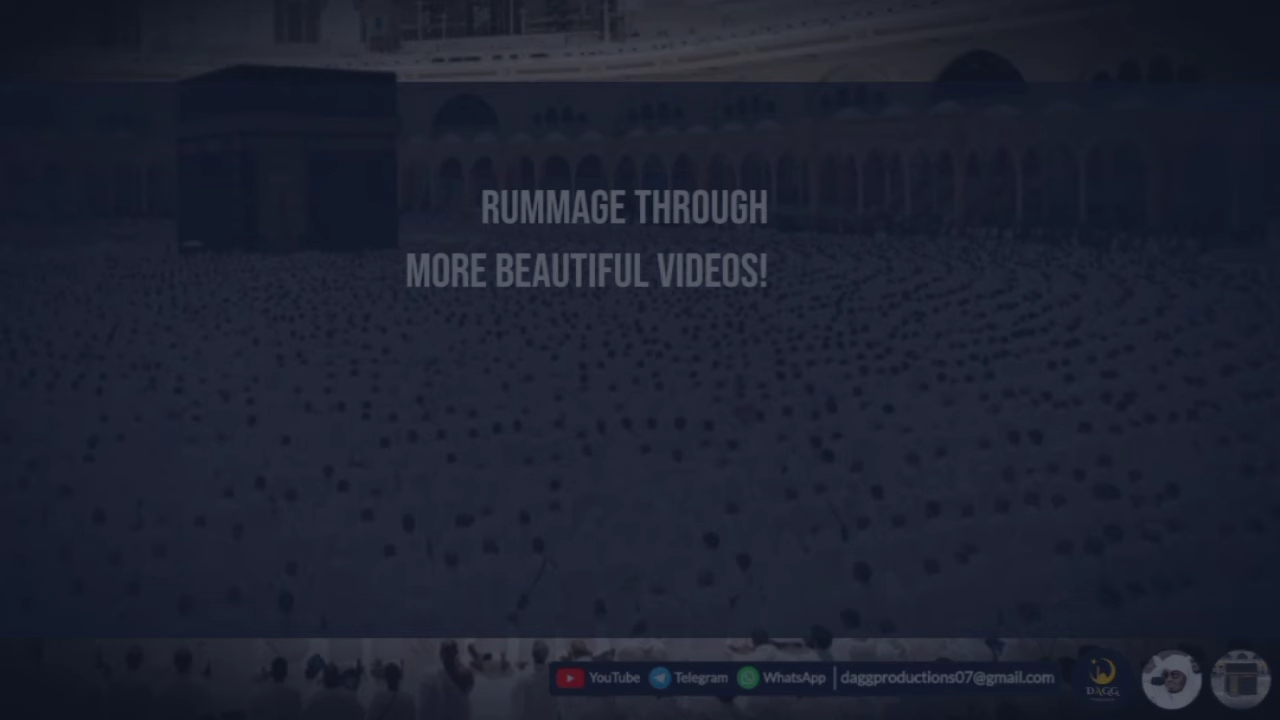 RUMMAGE THROUGH
MORE BEAUTIFUL VIDEOS!
YouTube Telegram WhatsApp | daggproductions07@gmail.com
DAGG